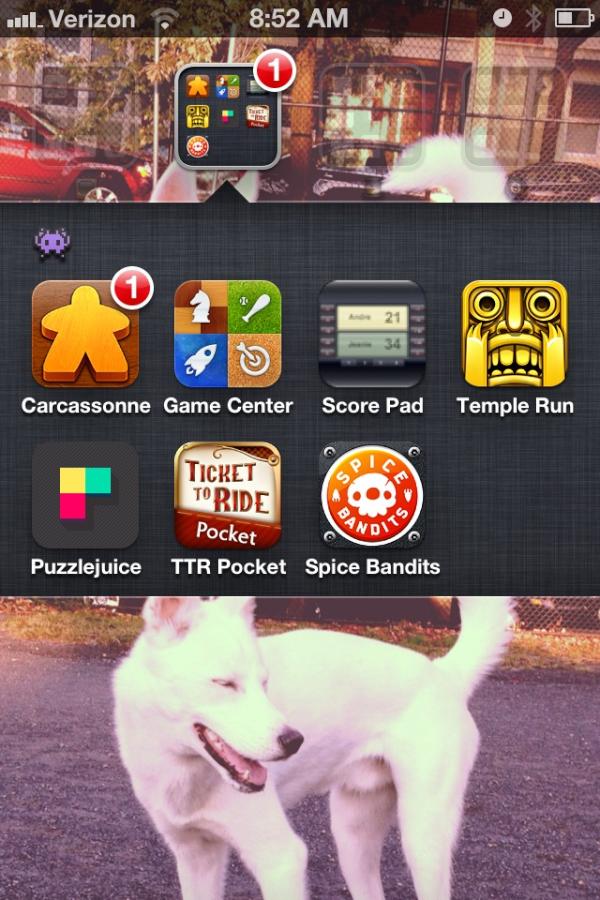 Verizon 8:52 AM
1
1
Andre 21
Jeanie 34
Carcassonne Game Center Score Pad Temple Run
TICKET
TO RIDE
Pocket
SPICE
BANDITS
Puzzlejuice TTR Pocket Spice Bandits